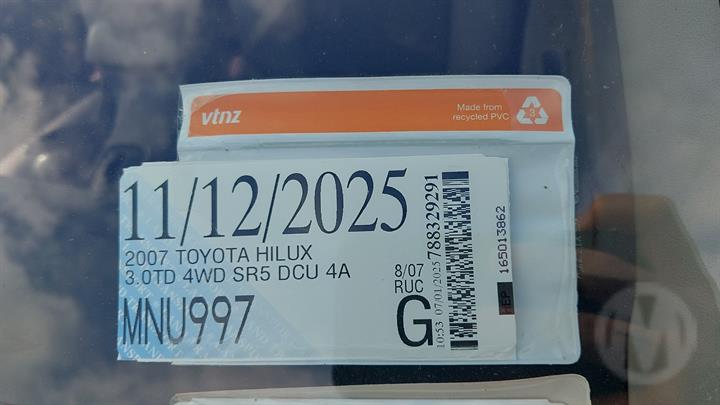 vtnz
Made from
recycled PVC
3
11/12/2025
2007 TOYOTA HILUX
3.0TD 4WD SR5 DCU 4A
8/07
RUC
MNU997
G
10:53 07/01/2025
788329291
165013862
M